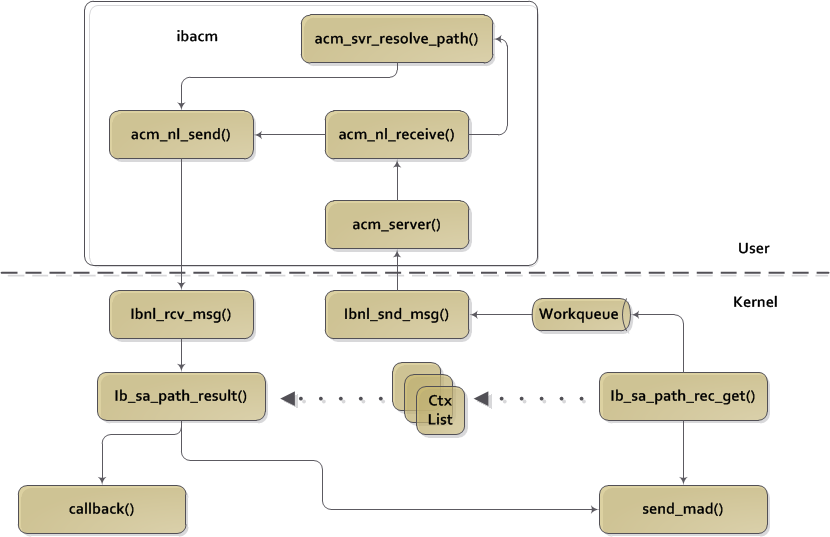 ibacm
acm_svr_resolve_path()
acm_nl_send()
acm_nl_receive()
acm_server()
User
Kernel
Ibnl_rcv_msg()
Ibnl_snd_msg()
Workqueue
Ib_sa_path_result()
Ctx
List
Ib_sa_path_rec_get()
callback()
send_mad()